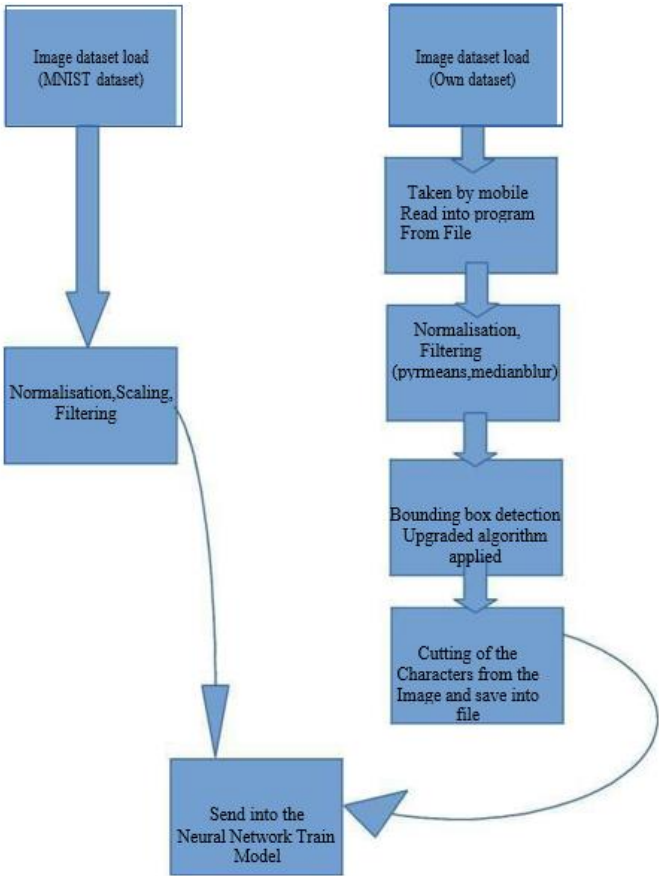 Image dataset load
(MNIST dataset)
Normalisation,Scaling,
Filtering
Image dataset load
(Own dataset)
Taken by mobile
Read into program
From File
Normalisation,
Filtering
(pyrmeans,medianblur)
Bounding box detection
Upgraded algorithm
applied
Cutting of the
Characters from the
Image and save into
file
Send into the
Neural Network Train
Model